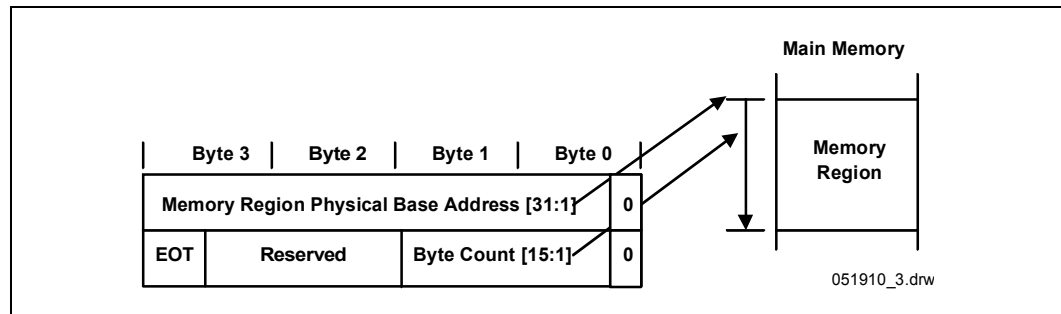 Main Memory
Byte 3 Byte 2 Byte 1 Byte 0
Memory Region
Memory Region Physical Base Address [31:1] 0
EOT Reserved Byte Count [15:1] 0
051910_3.drw